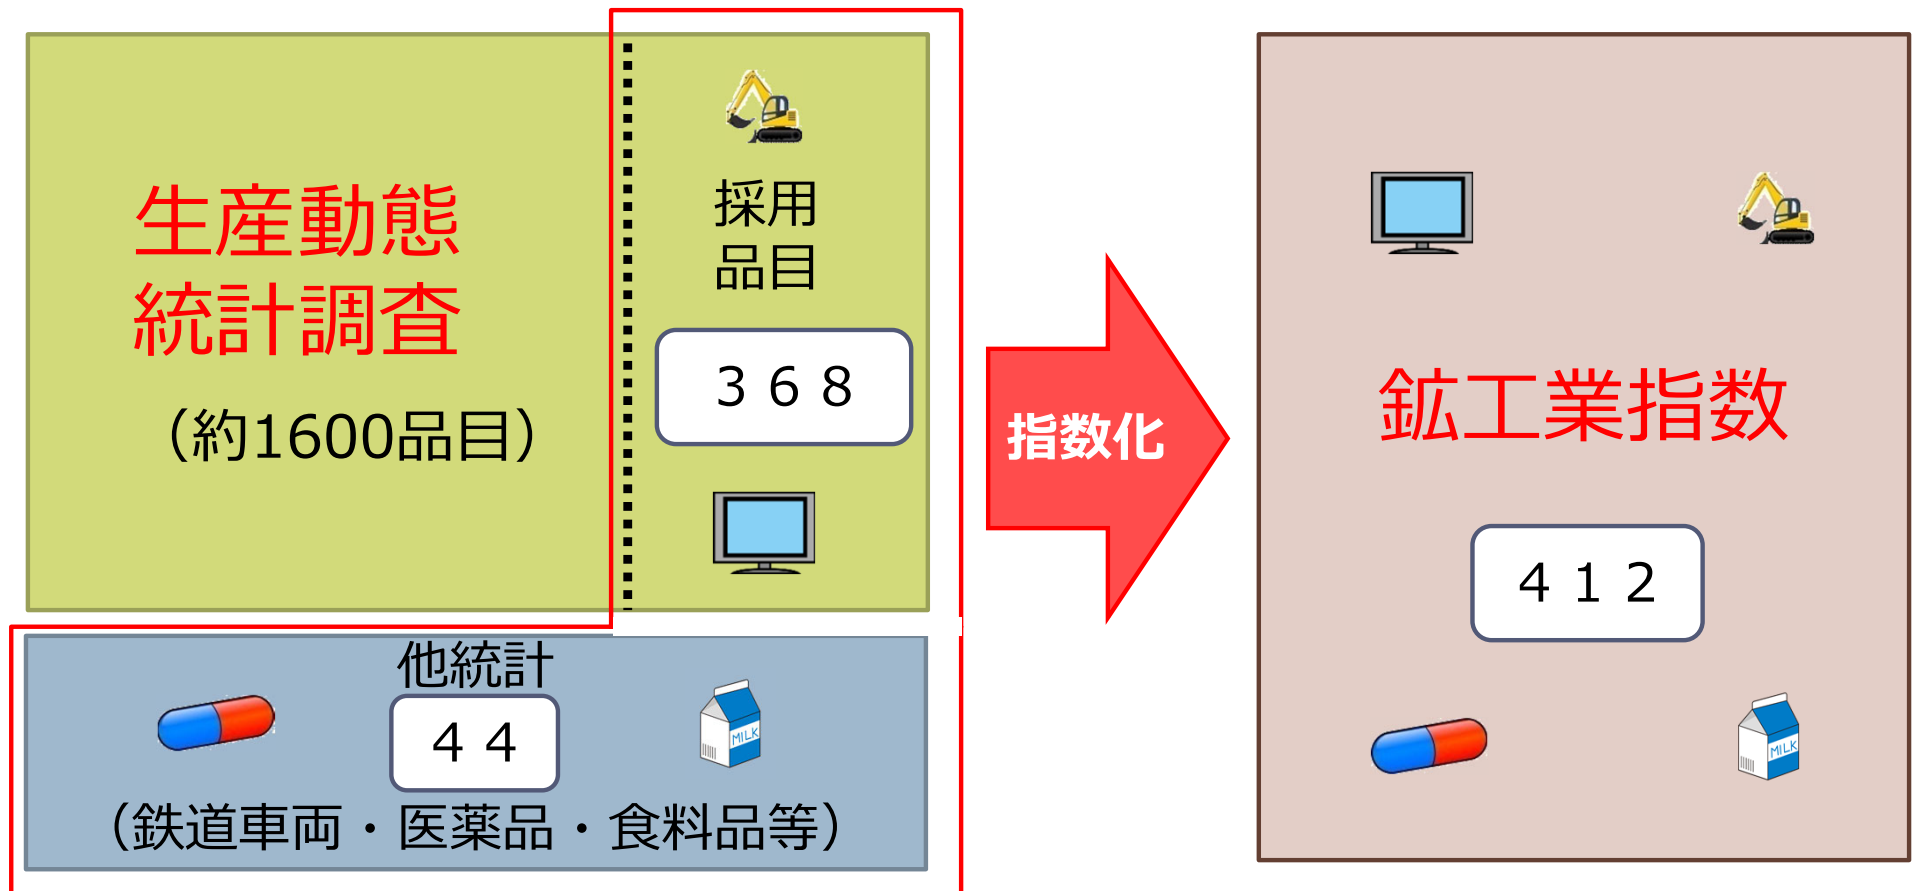 生産動態
統計調査
（約1600品目）
採用
品目
３６８
他統計
４４
（鉄道車両・医薬品・食料品等）
指数化
鉱工業指数
４１２
MILK
MILK